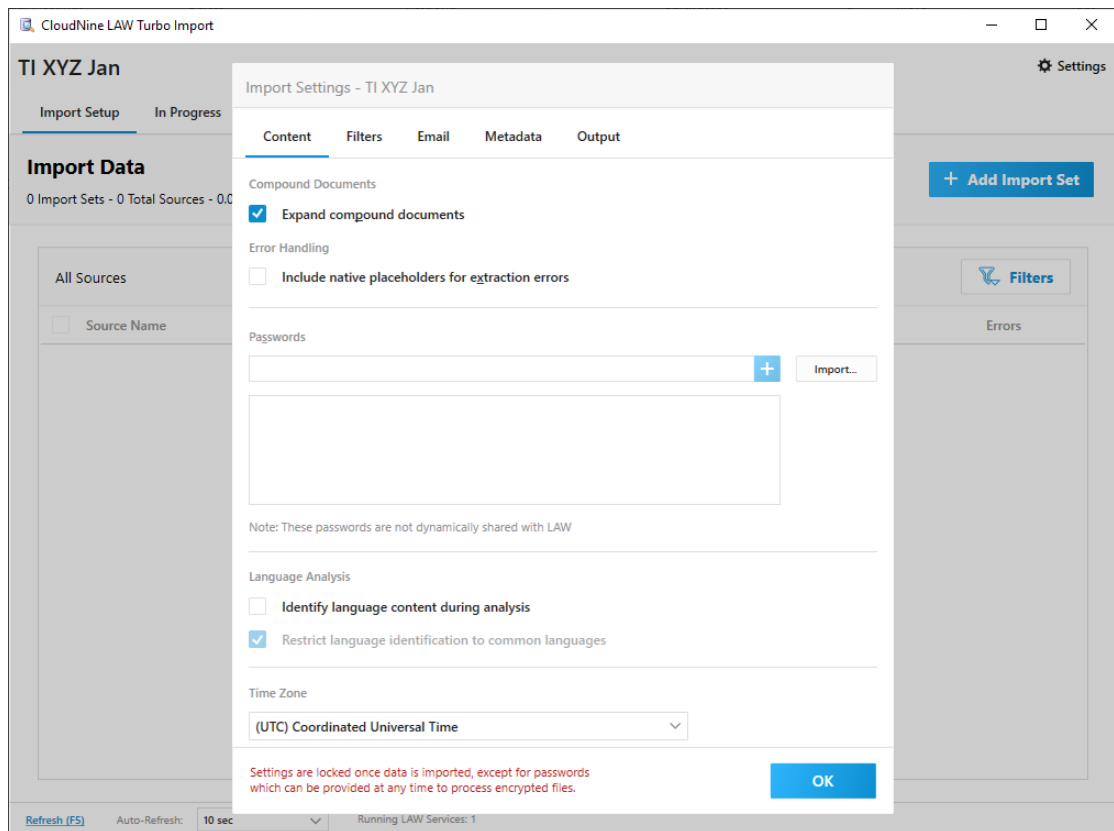 CloudNine LAW Turbo Import
TI XYZ Jan
Settings
Import Setup
In Progress
Import Data
0 Import Sets - 0 Total Sources - 0.0
+ Add Import Set
All Sources
Filters
Source Name
Errors
Import Settings - TI XYZ Jan
Content
Filters
Email
Metadata
Output
Compound Documents
Expand compound documents
Error Handling
Include native placeholders for extraction errors
Passwords
Import...
Note: These passwords are not dynamically shared with LAW
Language Analysis
Identify language content during analysis
Restrict language identification to common languages
Time Zone
(UTC) Coordinated Universal Time
Settings are locked once data is imported, except for passwords
which can be provided at any time to process encrypted files.
OK
Refresh (F5)
Auto-Refresh:
10 sec
Running LAW Services: 1